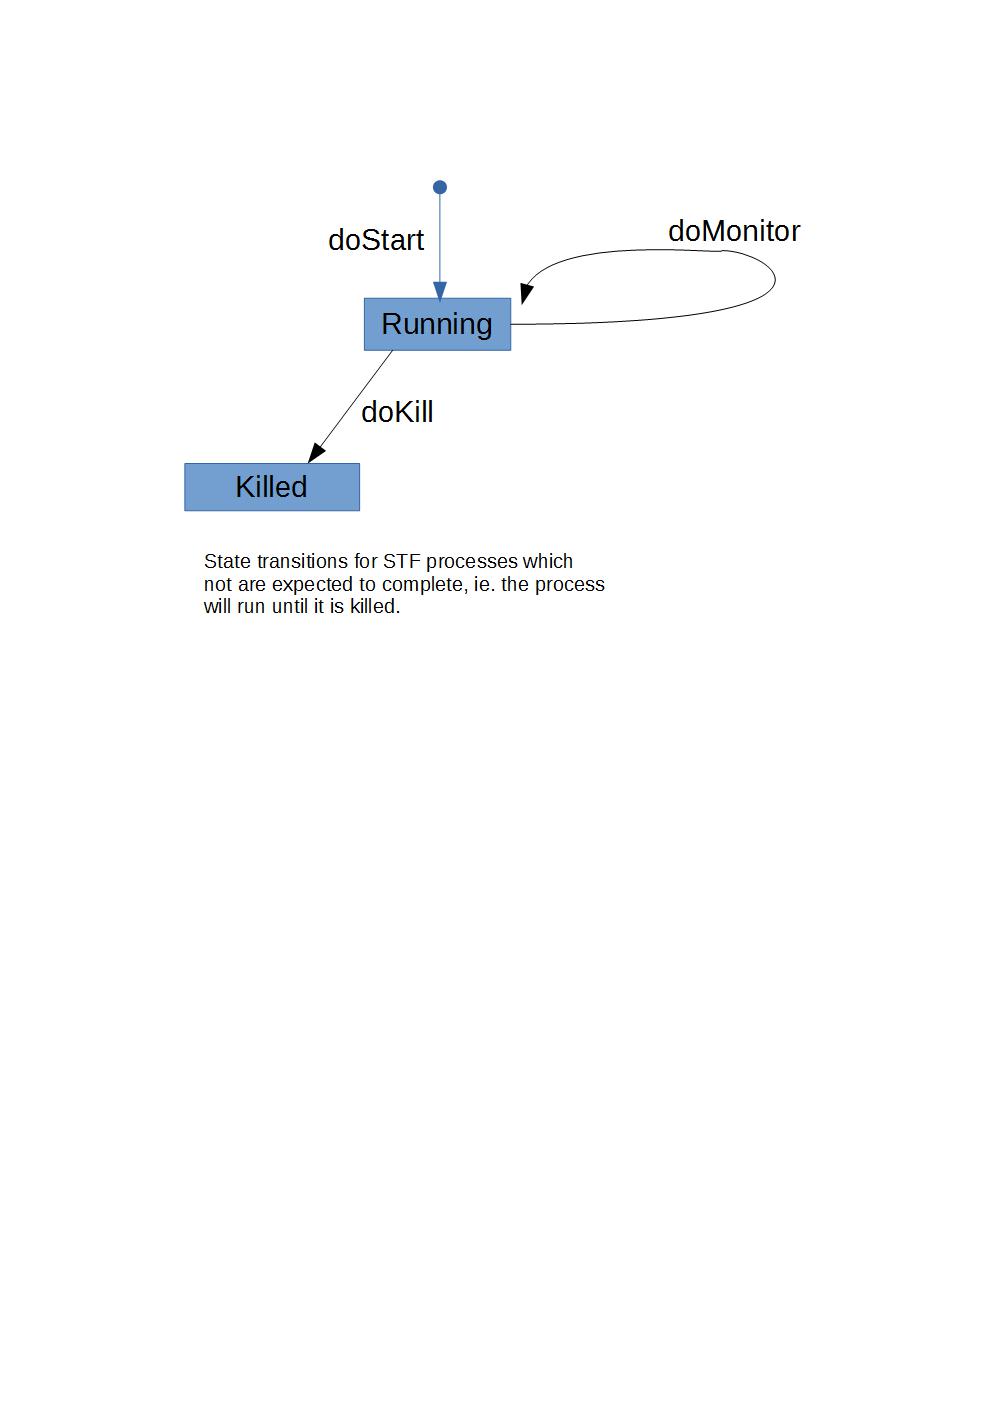 doMonitor
doStart
Running
doKill
Killed
State transitions for STF processes which
not are expected to complete, ie. the process
will run until it is killed.